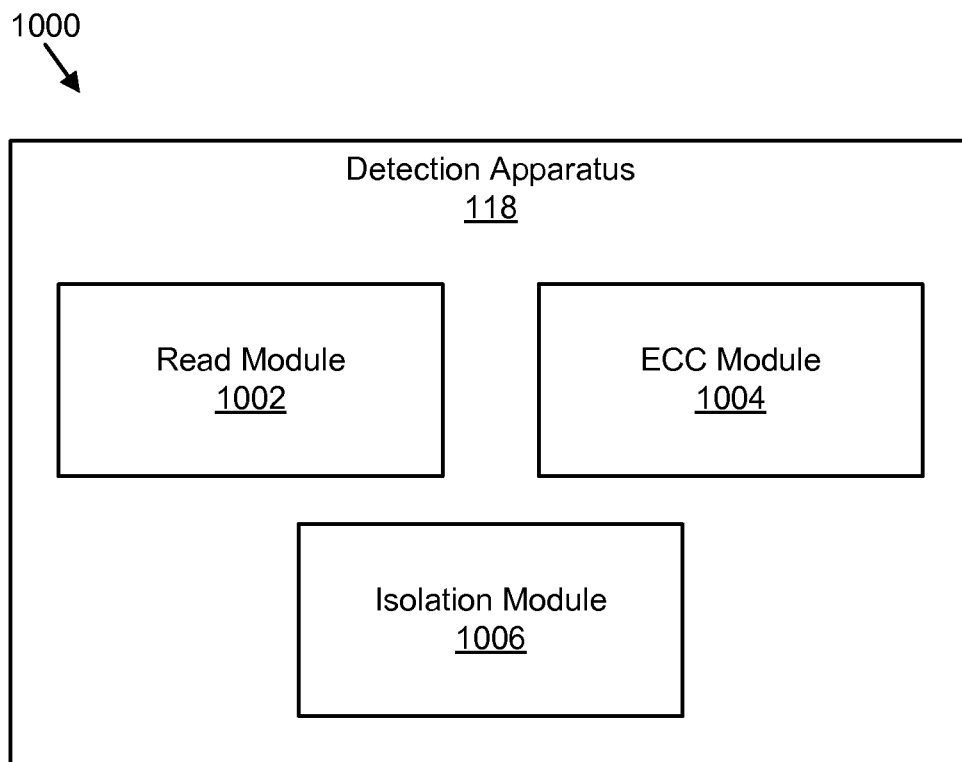 1000
Detection Apparatus
118
Read Module
1002
ECC Module
1004
Isolation Module
1006